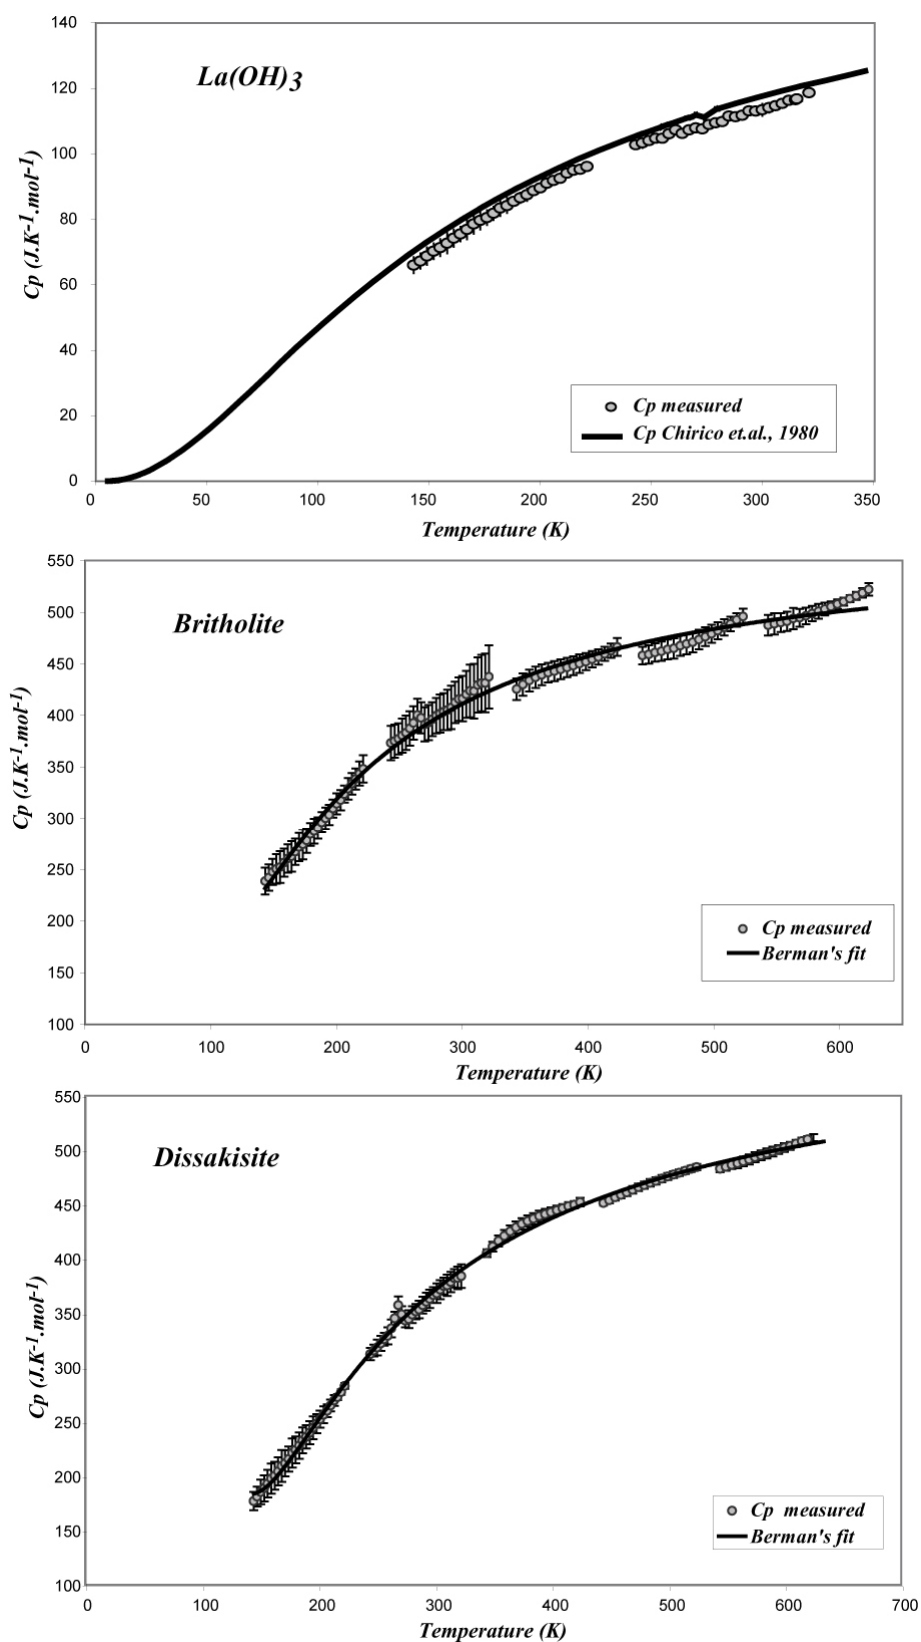 140
La(OH)3
120
100
80
60
40
20
0
Cp (J.K-1.mol-1)
Cp measured
Cp Chirico et.al., 1980
0 50 100 150 200 250 300 350
Temperature (K)
550
Britholite
500
450
400
350
300
250
200
150
100
Cp (J.K-1.mol-1)
Cp measured
Berman's fit
0 100 200 300 400 500 600
Temperature (K)
550
Dissakisite
500
450
400
350
300
250
200
150
100
Cp (J.K-1.mol-1)
Cp measured
Berman's fit
0 100 200 300 400 500 600 700
Temperature (K)